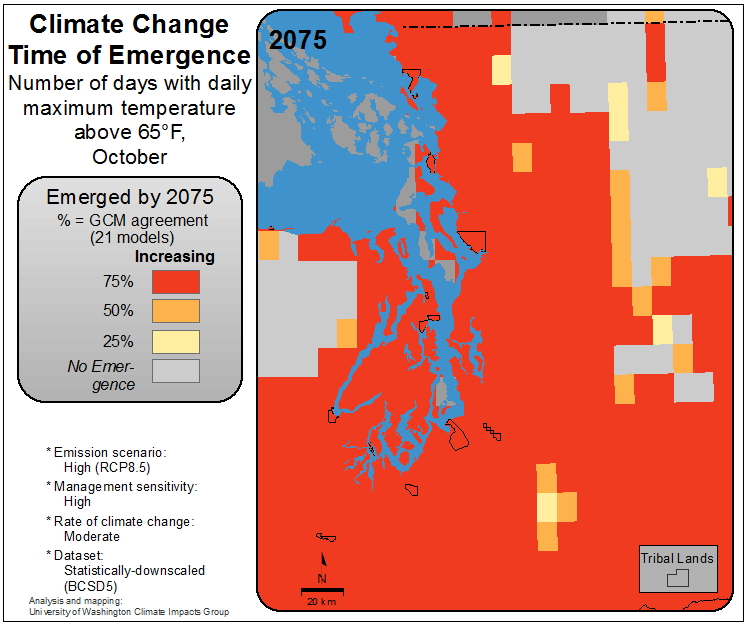 Climate Change
Time of Emergence
Number of days with daily
maximum temperature
above 65°F,
October
Emerged by 2075
% = GCM agreement
(21 models)
Increasing
75%
50%
25%
No Emer-
gence
* Emission scenario:
High (RCP8.5)
* Management sensitivity:
High
* Rate of climate change:
Moderate
* Dataset:
Statistically-downscaled
(BCSD5)
Analysis and mapping:
University of Washington Climate Impacts Group
2075
N
20 km
Tribal Lands